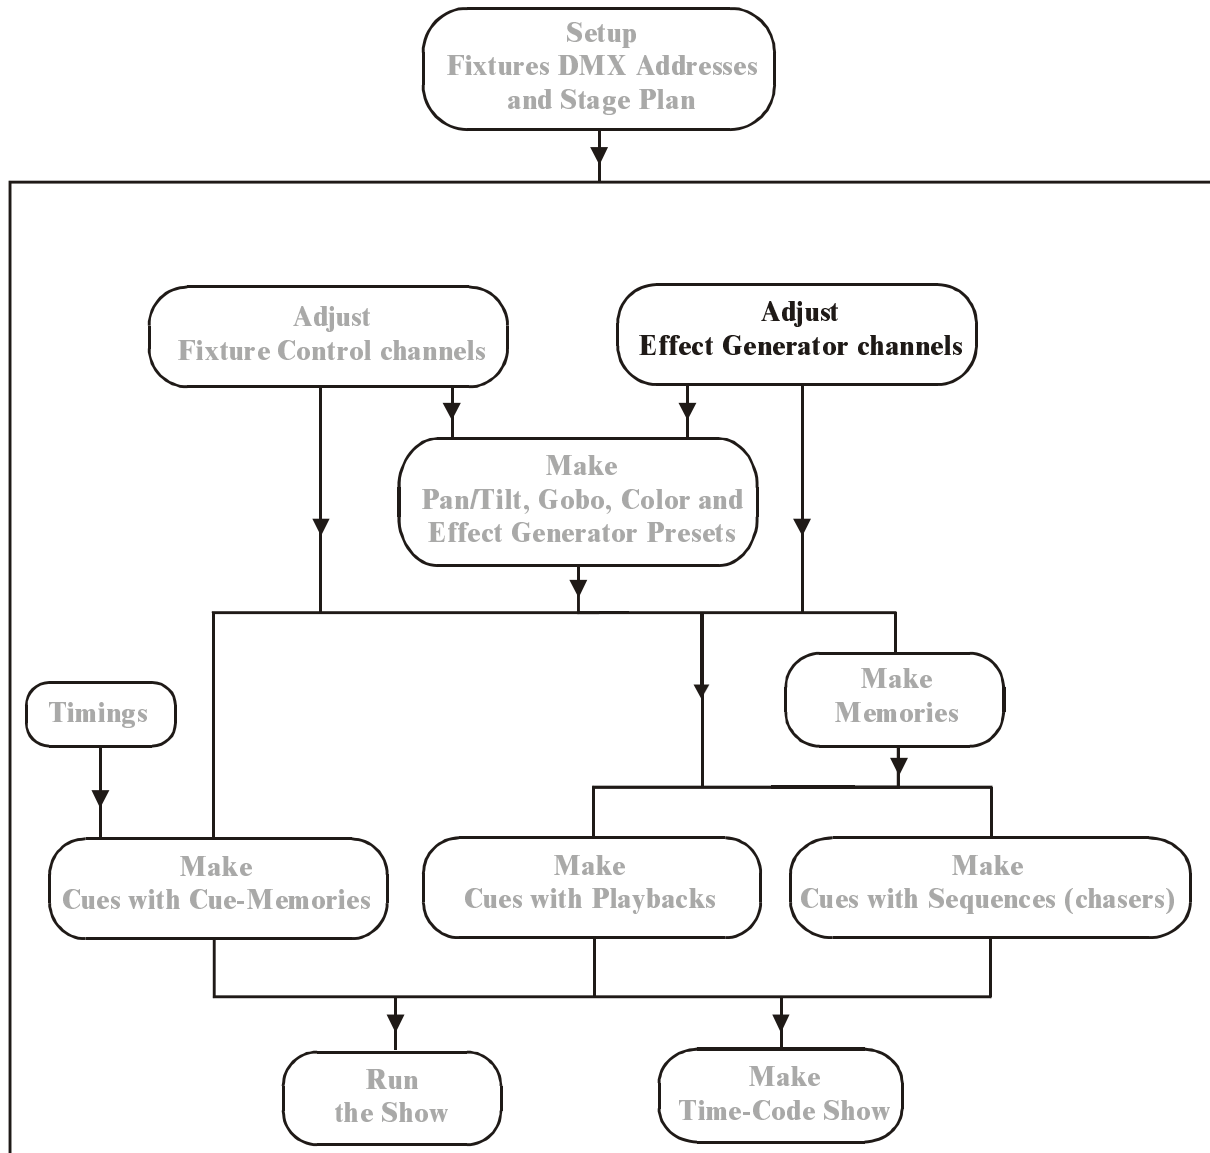 Setup
Fixtures DMX Addresses
and Stage Plan
Adjust
Fixture Control channels
Adjust
Effect Generator channels
Make
Pan/Tilt, Gobo, Color and
Effect Generator Presets
Make
Memories
Timings
Make
Cues with Cue-Memories
Make
Cues with Playbacks
Make
Cues with Sequences (chasers)
Run
the Show
Make
Time-Code Show